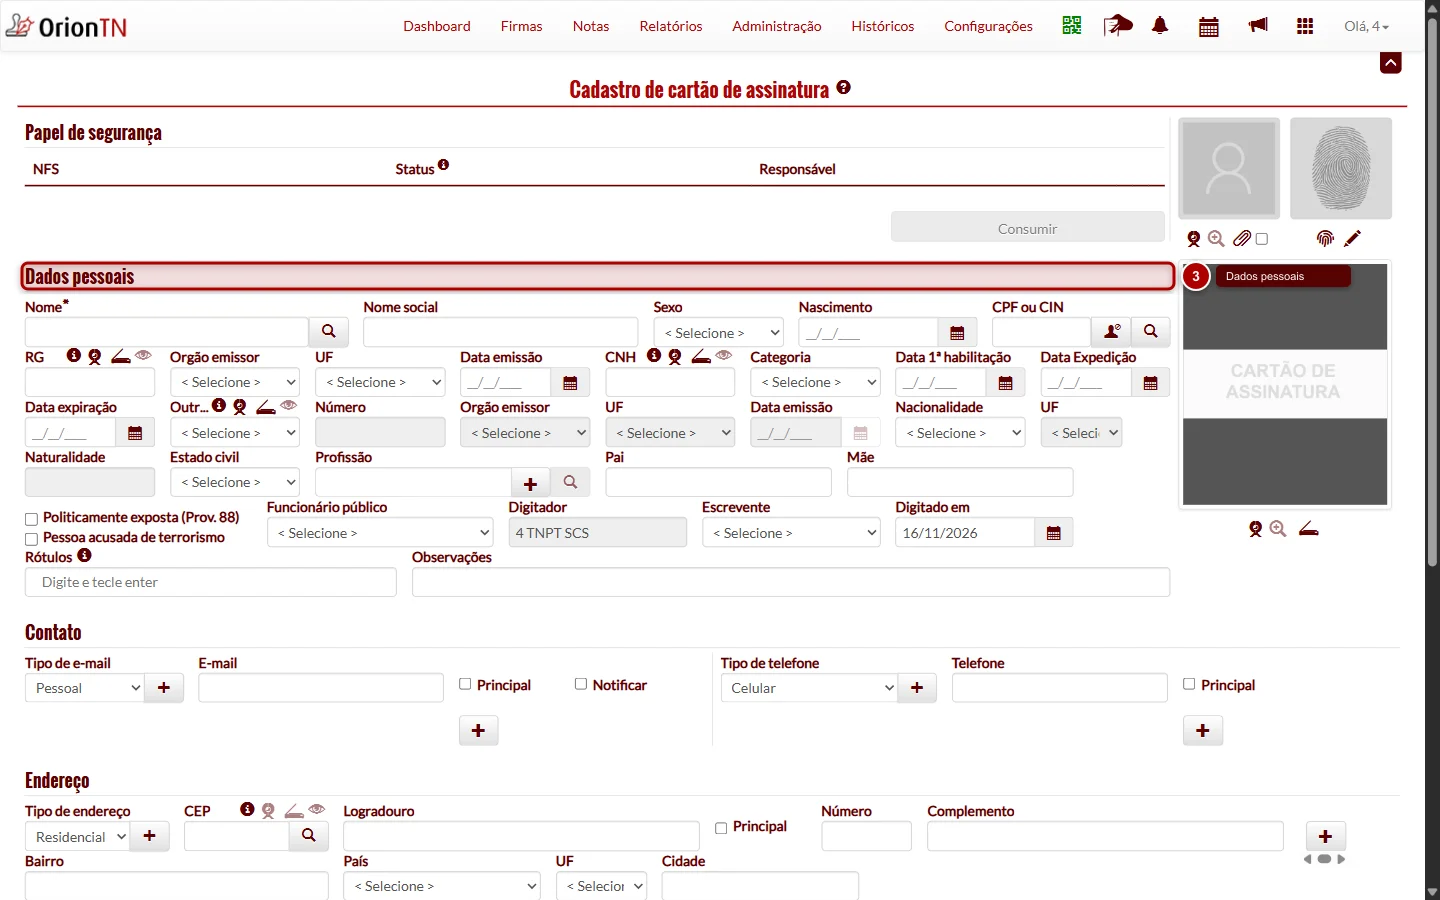 OrionTN Dashboard Firmas Notas Relatórios Administração Históricos Configurações Olá, 4
Cadastro de cartão de assinatura
Papel de segurança
NFS Status Responsável
Consumir
Dados pessoais
3 Dados pessoais
Nome* Nome social Sexo Nascimento CPF ou CIN
< Selecione > _/_/__
RG Orgão emissor UF Data emissão CNH Categoria Data 1ª habilitação Data Expedição
< Selecione > < Selecione > _/_/__ < Selecione > _/_/__ _/_/__
CARTÃO DE
ASSINATURA
Data expiração Outr... Número Orgão emissor UF Data emissão Nacionalidade UF
_/_/__ < Selecione > < Selecione > < Selecione > _/_/__ < Selecione > < Seleci
Naturalidade Estado civil Profissão Pai Mãe
< Selecione >
Politicamente exposta (Prov. 88)
Pessoa acusada de terrorismo
Funcionário público Digitador Escrevente Digitado em
< Selecione > 4 TNPT SCS < Selecione > 16/11/2026
Rótulos Observações
Digite e tecle enter
Contato
Tipo de e-mail E-mail Tipo de telefone Telefone
Pessoal Principal Notificar Celular Principal
Endereço
Tipo de endereço CEP Logradouro Número Complemento
Residencial Principal
Bairro País UF Cidade
< Selecione > < Selecior